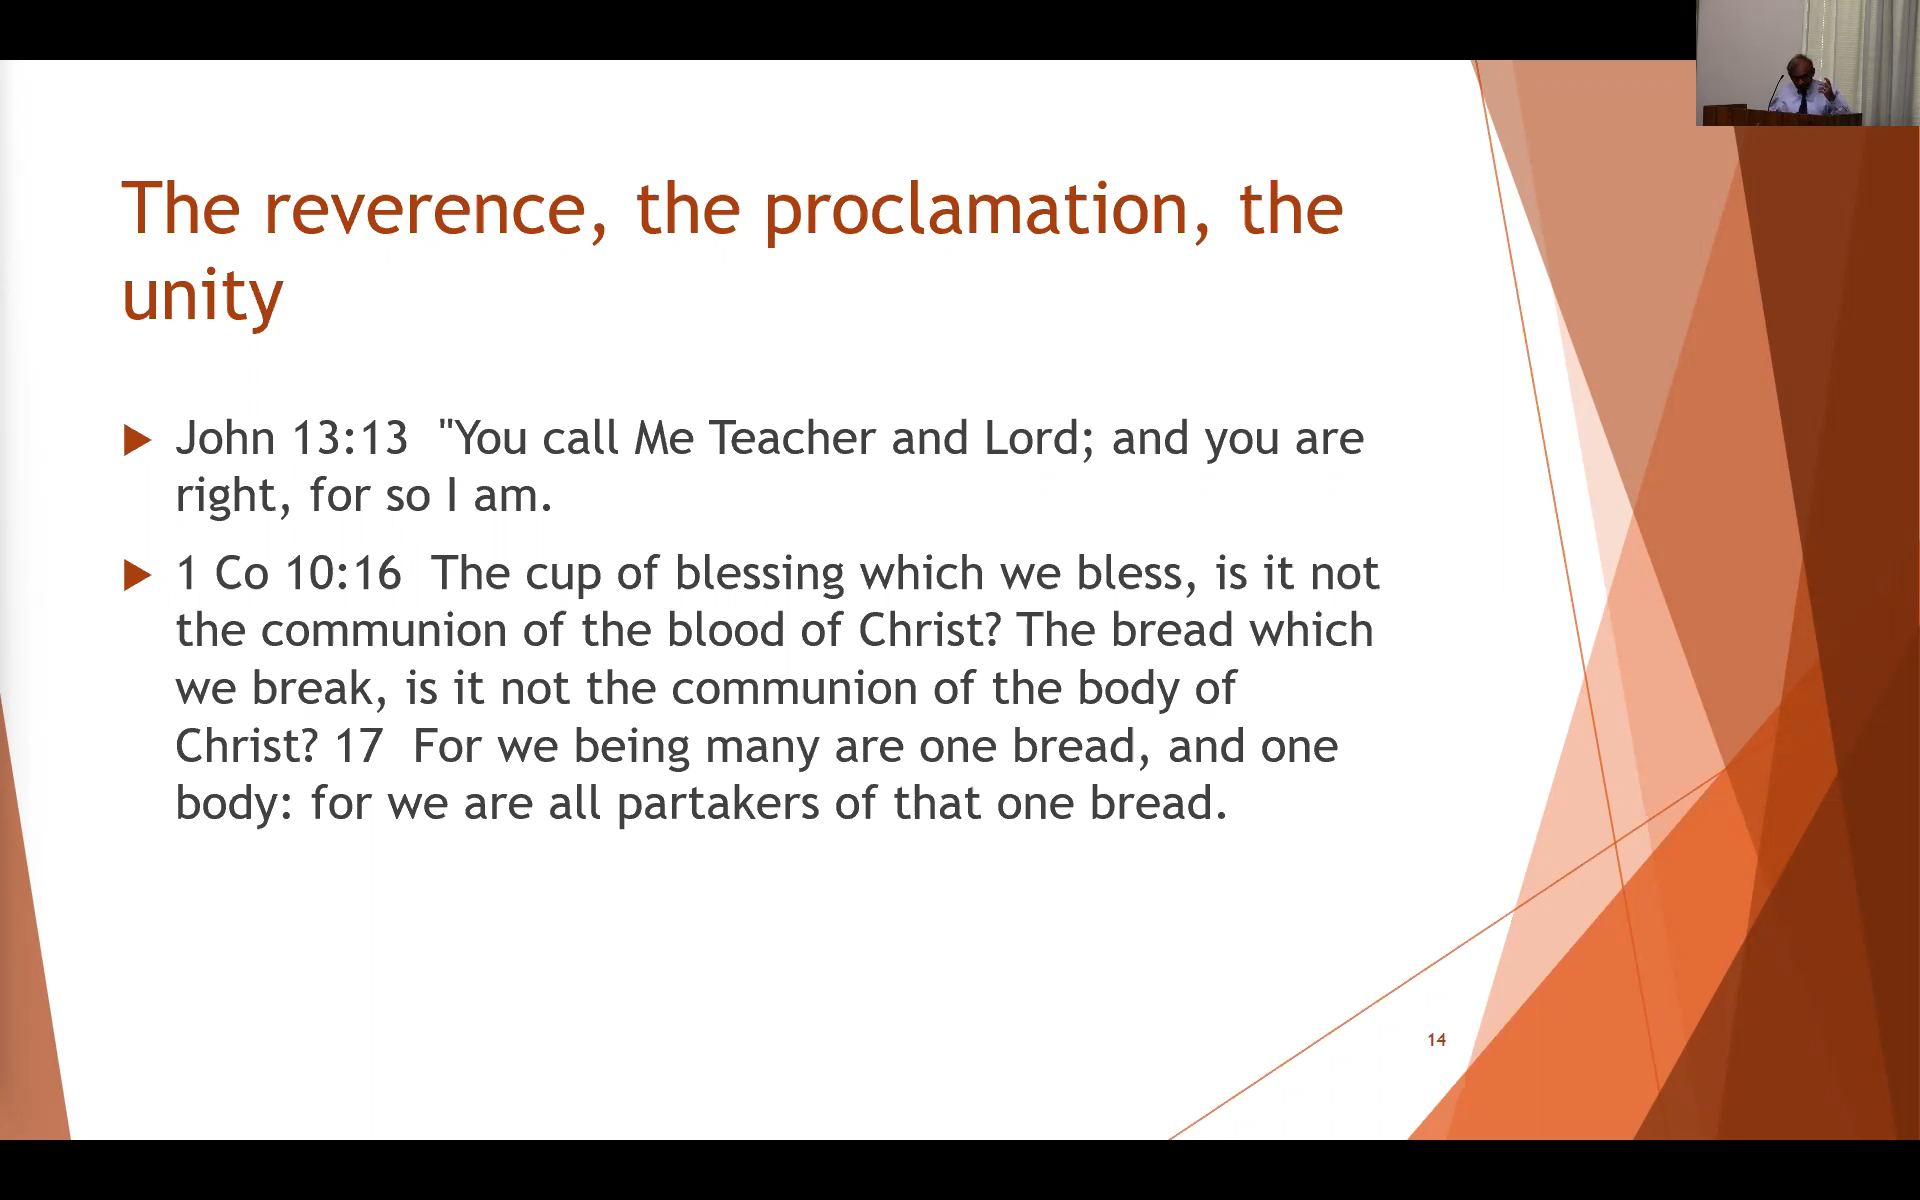 The reverence, the proclamation, the
unity
John 13:13  "You call Me Teacher and Lord; and you are
right, for so I am.
1 Co 10:16  The cup of blessing which we bless, is it not
the communion of the blood of Christ? The bread which
we break, is it not the communion of the body of
Christ? 17  For we being many are one bread, and one
body: for we are all partakers of that one bread.
14